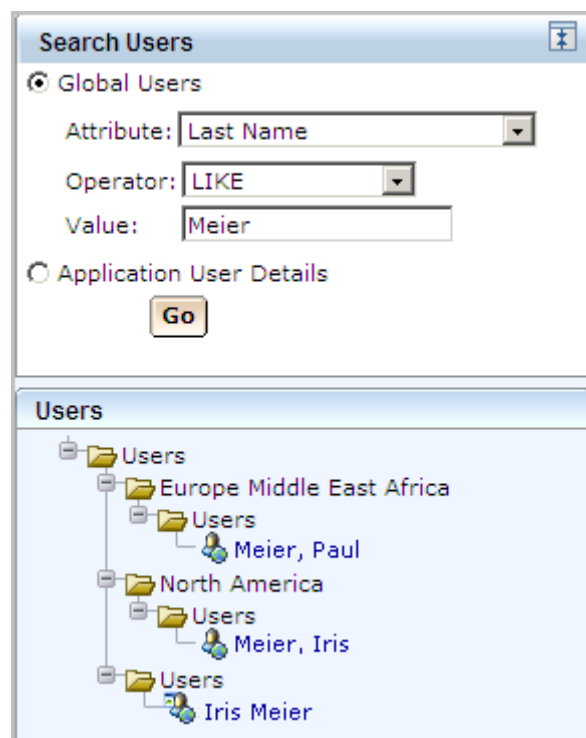 Search Users
Global Users
Attribute: Last Name
Operator: LIKE
Value: Meier
Application User Details
Go
Users
Users
Europe Middle East Africa
Users
Meier, Paul
North America
Users
Meier, Iris
Users
Iris Meier